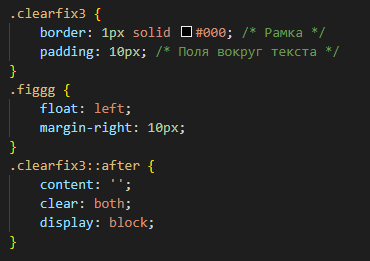 .clearfix3 {
    border: 1px solid #000; /* Рамка */
    padding: 10px; /* Поля вокруг текста */
}
.figgg {
    float: left;
    margin-right: 10px;
}
.clearfix3::after {
    content: '';
    clear: both;
    display: block;
}